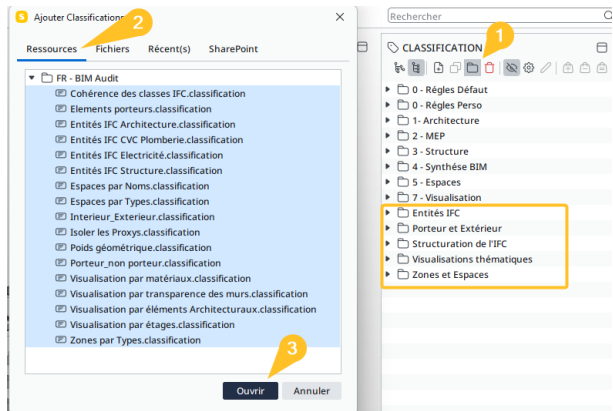 S Ajouter Classifications
2
Ressources Fichiers Récent(s) SharePoint
FR - BIM Audit
Cohérence des classes IFC.classification
Elements porteurs.classification
Entités IFC Architecture.classification
Entités IFC CVC Plomberie.classification
Entités IFC Electricité.classification
Entités IFC Structure.classification
Espaces par Noms.classification
Espaces par Types.classification
Interieur_Exterieur.classification
Isoler les Proxys.classification
Poids géométrique.classification
Porteur_non porteur.classification
Visualisation par matériaux.classification
Visualisation par transparence des murs.classification
Visualisation par éléments Architecturaux.classification
Visualisation par étages.classification
Zones par Types.classification
3
Ouvrir Annuler
Rechercher
1
CLASSIFICATION
0 - Régles Défaut
0 - Régles Perso
1- Architecture
2 - MEP
3 - Structure
4 - Synthése BIM
5 - Espaces
7 - Visualisation
Entités IFC
Porteur et Extérieur
Structuration de l'IFC
Visualisations thématiques
Zones et Espaces